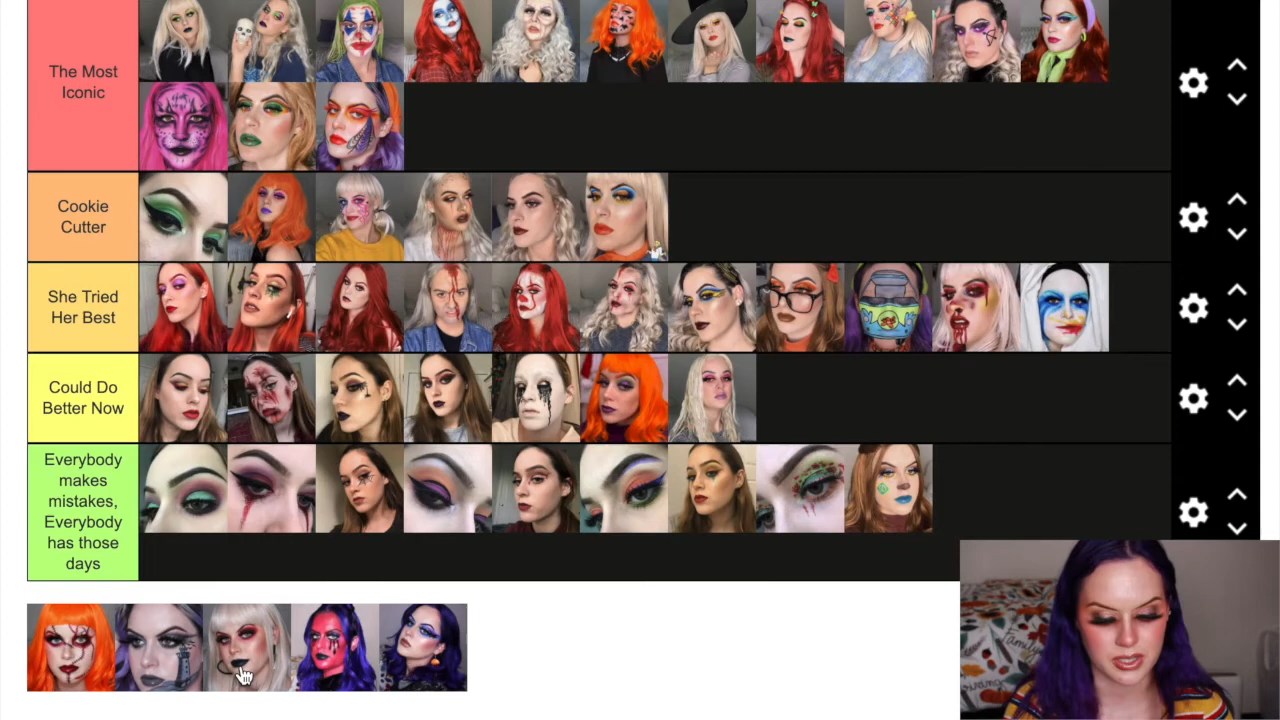 The Most
Iconic
Cookie
Cutter
She Tried
Her Best
Could Do
Better Now
Everybody
makes
mistakes,
Everybody
has those
days